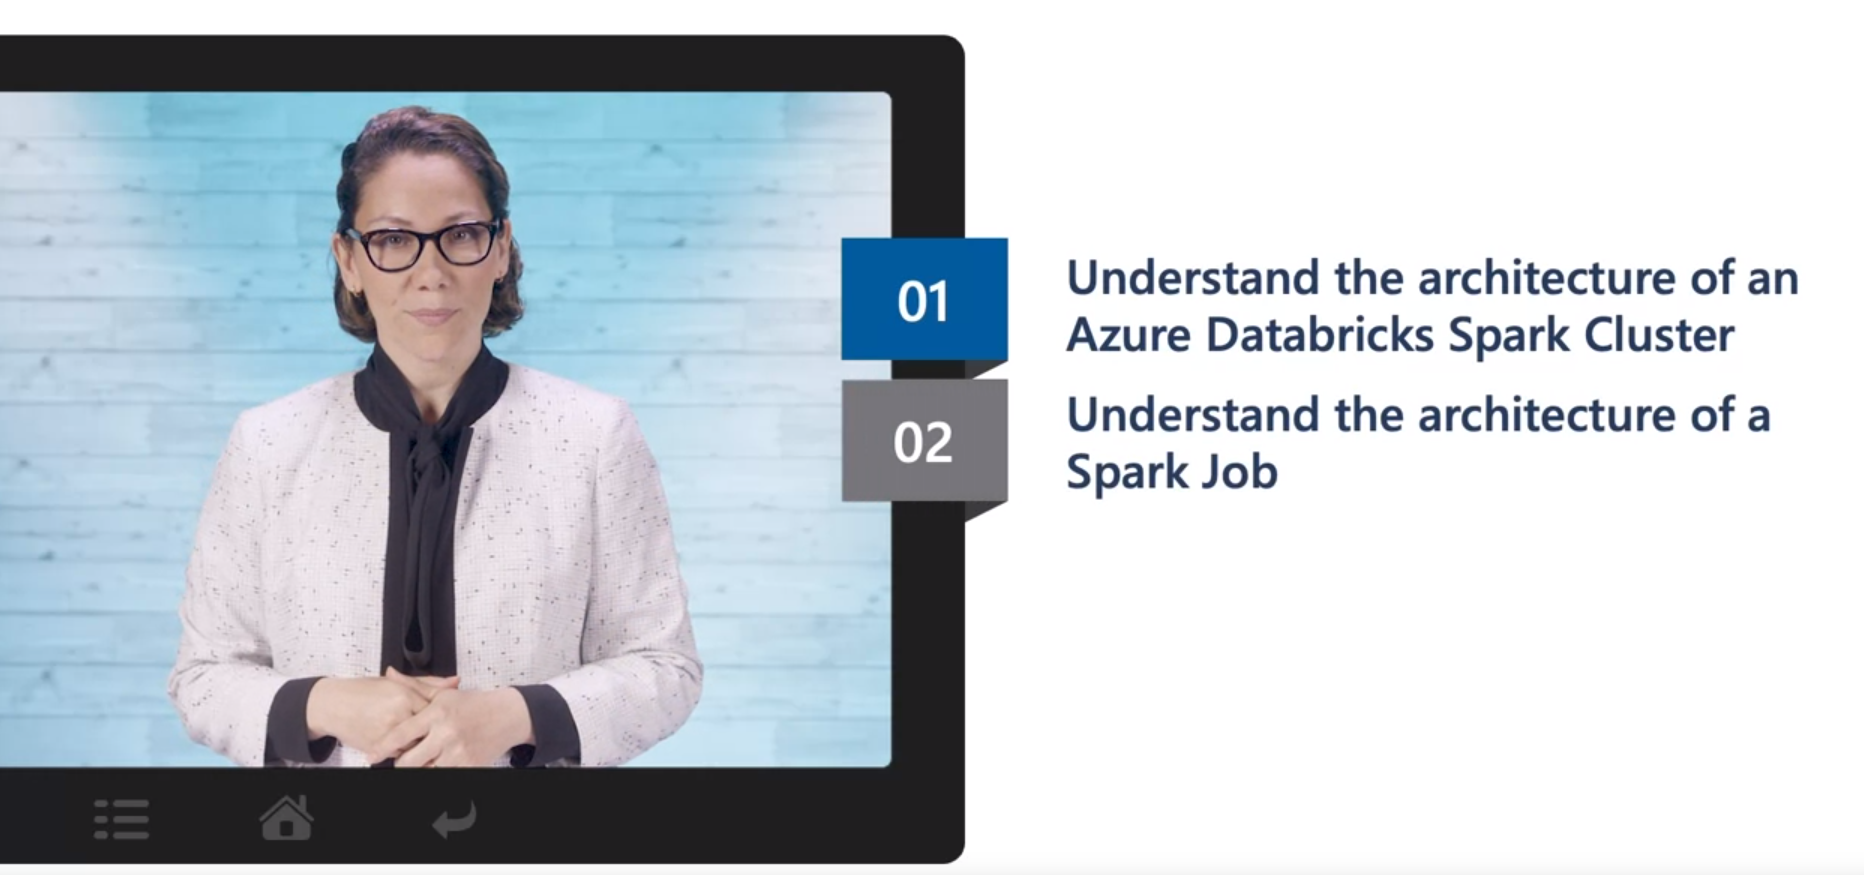 01
Understand the architecture of an
Azure Databricks Spark Cluster
02
Understand the architecture of a
Spark Job